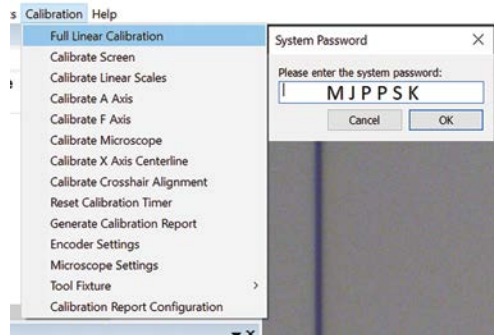 s Calibration Help
Full Linear Calibration
Calibrate Screen
Calibrate Linear Scales
Calibrate A Axis
Calibrate F Axis
Calibrate Microscope
Calibrate X Axis Centerline
Calibrate Crosshair Alignment
Reset Calibration Timer
Generate Calibration Report
Encoder Settings
Microscope Settings
Tool Fixture >
Calibration Report Configuration
System Password
Please enter the system password:
MJPPSK
Cancel OK